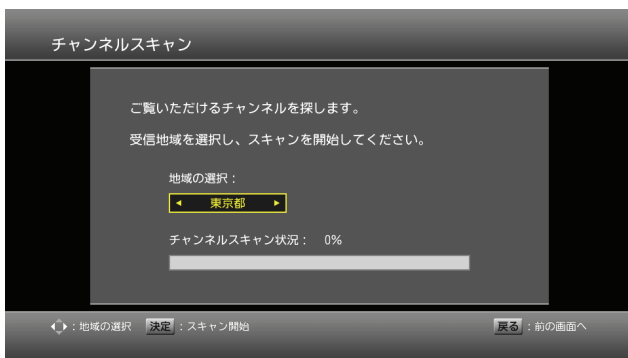 チャンネルスキャン
ご覧いただけるチャンネルを探します。
受信地域を選択し、スキャンを開始してください。
地域の選択：
東京都
チャンネルスキャン状況： 0%
：地域の選択 決定 ：スキャン開始 戻る ：前の画面へ